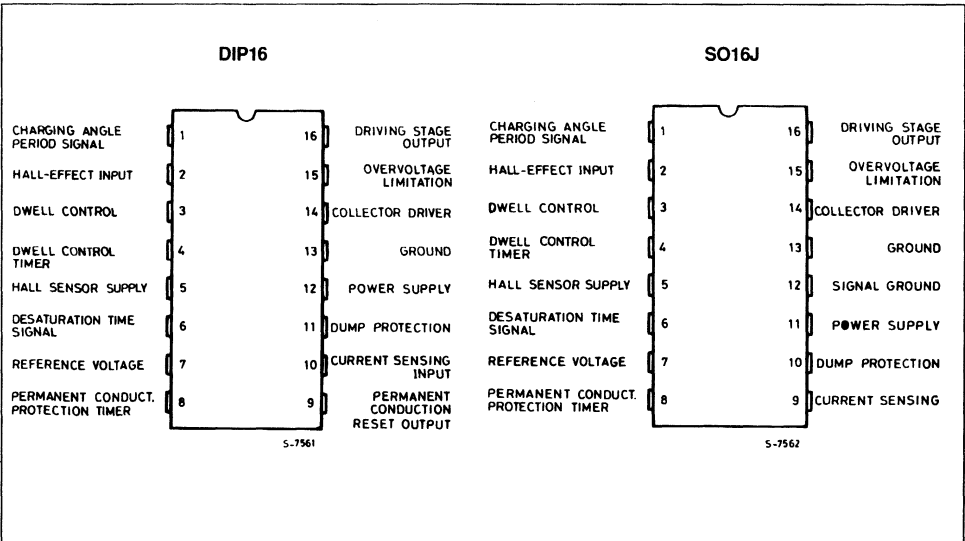 DIP16
CHARGING ANGLE
PERIOD SIGNAL
HALL-EFFECT INPUT
DWELL CONTROL
DWELL CONTROL
TIMER
HALL SENSOR SUPPLY
DESATURATION TIME
SIGNAL
REFERENCE VOLTAGE
PERMANENT CONDUCT.
PROTECTION TIMER
1
2
3
4
5
6
7
8
16
15
14
13
12
11
10
9
DRIVING STAGE
OUTPUT
OVERVOLTAGE
LIMITATION
COLLECTOR DRIVER
GROUND
POWER SUPPLY
DUMP PROTECTION
CURRENT SENSING
INPUT
PERMANENT
CONDUCTION
RESET OUTPUT
S-7561
SO16J
CHARGING ANGLE
PERIOD SIGNAL
HALL-EFFECT INPUT
DWELL CONTROL
DWELL CONTROL
TIMER
HALL SENSOR SUPPLY
DESATURATION TIME
SIGNAL
REFERENCE VOLTAGE
PERMANENT CONDUCT.
PROTECTION TIMER
1
2
3
4
5
6
7
8
16
15
14
13
12
11
10
9
DRIVING STAGE
OUTPUT
OVERVOLTAGE
LIMITATION
COLLECTOR DRIVER
GROUND
SIGNAL GROUND
POWER SUPPLY
DUMP PROTECTION
CURRENT SENSING
S-7562